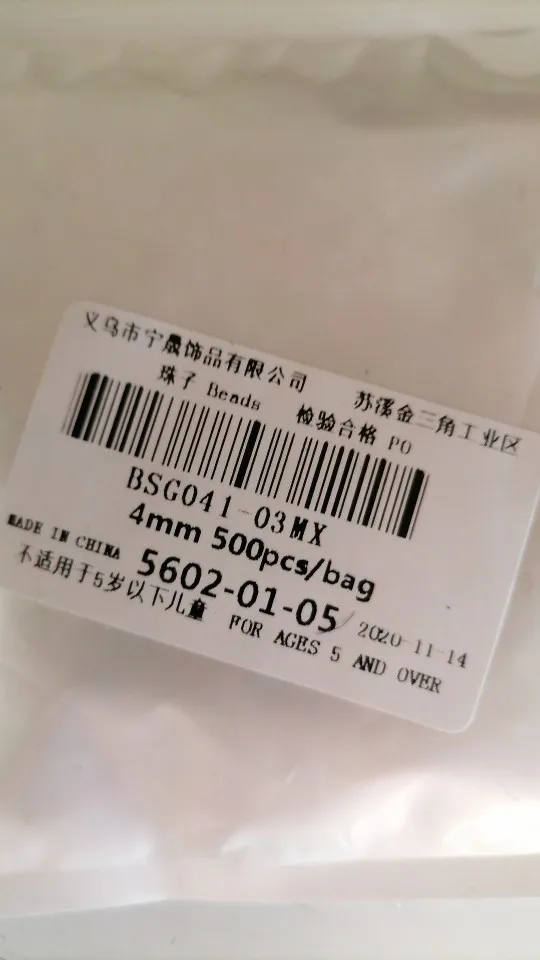 义乌市宁晟饰品有限公司 苏溪金三角工业区
珠子 Beads 检验合格 PO
BSG041-03MX
4mm 500pcs/bag
MADE IN CHINA 5602-01-05 2020-11-14
不适用于5岁以下儿童 FOR AGES 5 AND OVER